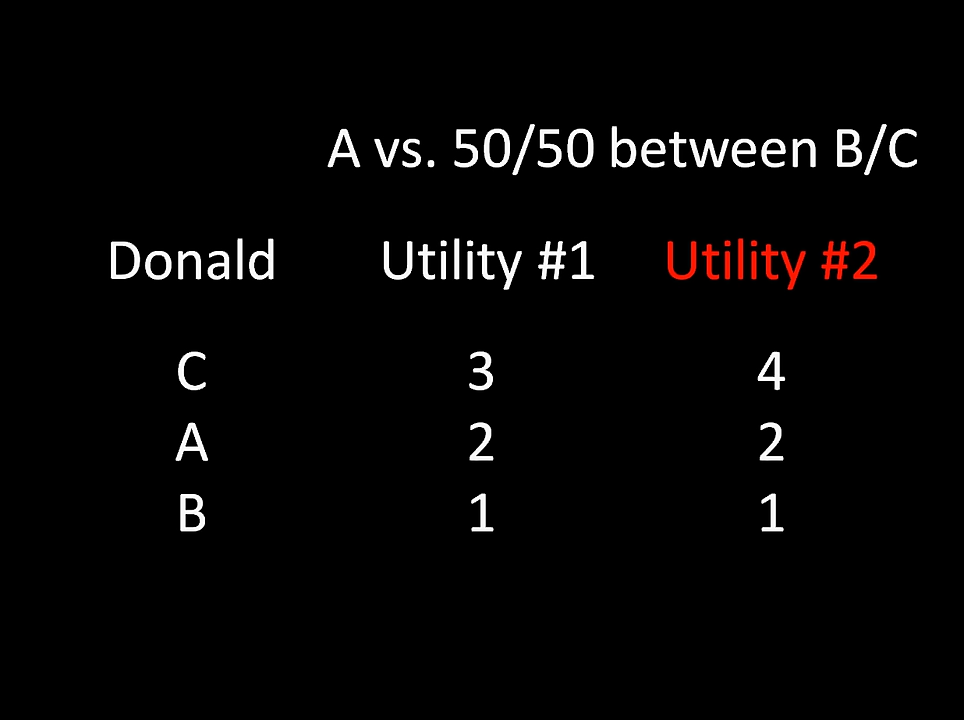 A vs. 50/50 between B/C
Donald Utility #1 Utility #2
C 3 4
A 2 2
B 1 1